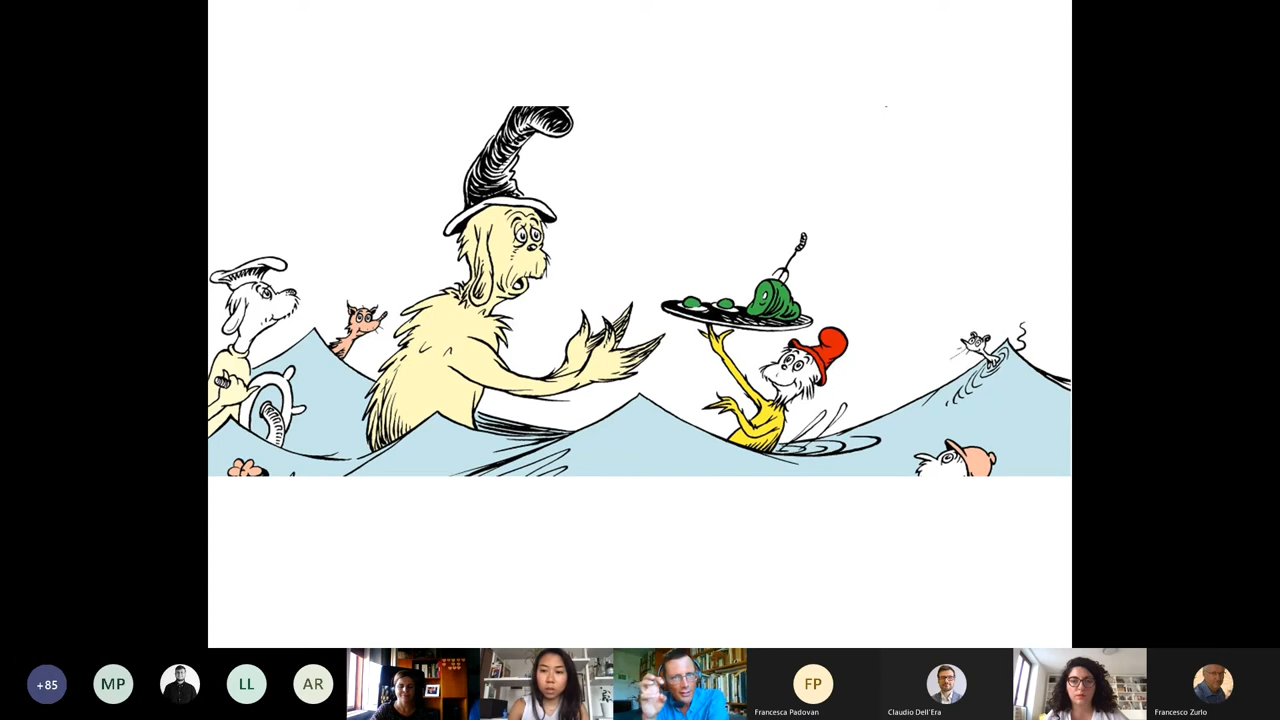 +85
MP
LL
AR
FP
Francesca Padovan
Claudio Dell'Era
Francesco Zurlo